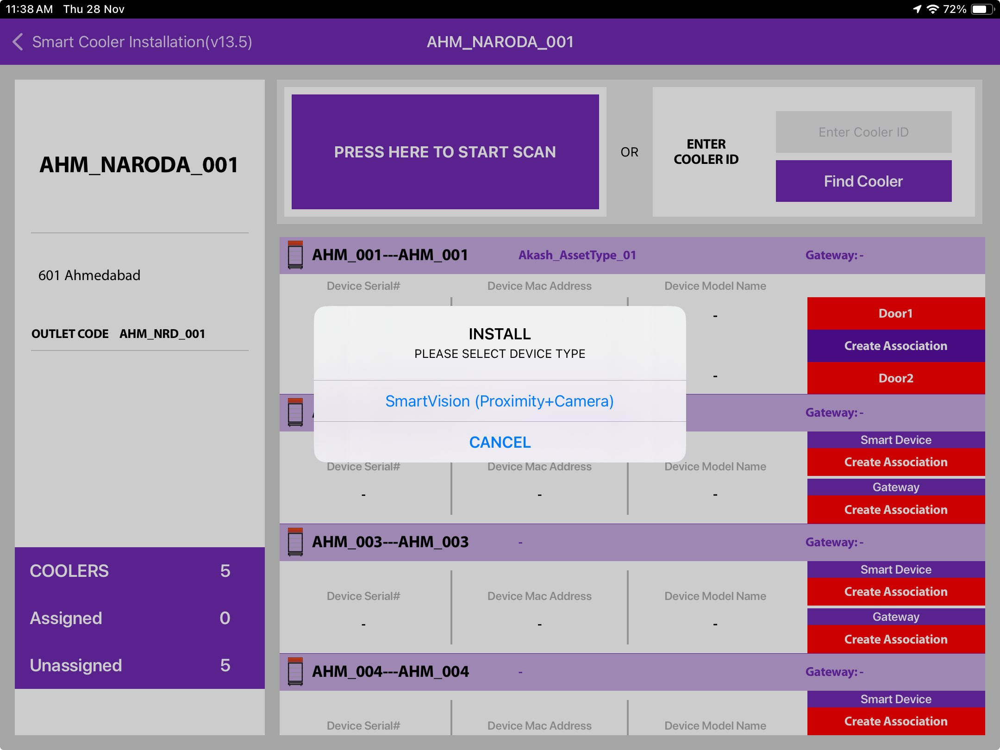 11:38 AM Thu 28 Nov
72%
Smart Cooler Installation(v13.5)
AHM_NARODA_001
AHM_NARODA_001
601 Ahmedabad
OUTLET CODE AHM_NRD_001
COOLERS 5
Assigned 0
Unassigned 5
PRESS HERE TO START SCAN
OR
ENTER
COOLER ID
Enter Cooler ID
Find Cooler
AHM_001---AHM_001 Akash_AssetType_01 Gateway: -
Device Serial# Device Mac Address Device Model Name
-
-
Door1
Create Association
Door2
INSTALL
PLEASE SELECT DEVICE TYPE
SmartVision (Proximity+Camera)
CANCEL
Gateway: -
Device Serial# Device Mac Address Device Model Name
- - -
Smart Device
Create Association
Gateway
Create Association
AHM_003---AHM_003 - Gateway: -
Device Serial# Device Mac Address Device Model Name
- - -
Smart Device
Create Association
Gateway
Create Association
AHM_004---AHM_004 - Gateway: -
Device Serial# Device Mac Address Device Model Name
Smart Device
Create Association